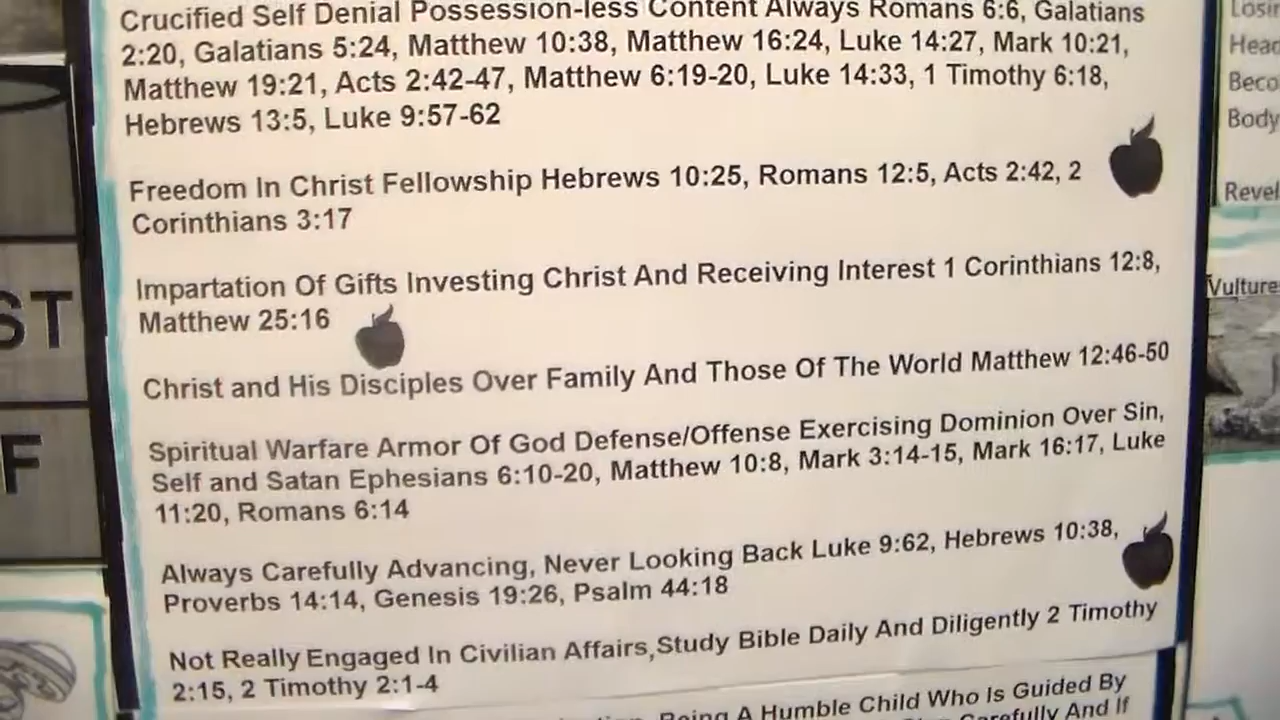 Crucified Self Denial Possession-less Content Always Romans 6:6, Galatians
2:20, Galatians 5:24, Matthew 10:38, Matthew 16:24, Luke 14:27, Mark 10:21,
Matthew 19:21, Acts 2:42-47, Matthew 6:19-20, Luke 14:33, 1 Timothy 6:18,
Hebrews 13:5, Luke 9:57-62
Freedom In Christ Fellowship Hebrews 10:25, Romans 12:5, Acts 2:42, 2
Corinthians 3:17
Impartation Of Gifts Investing Christ And Receiving Interest 1 Corinthians 12:8,
Matthew 25:16
Christ and His Disciples Over Family And Those Of The World Matthew 12:46-50
Spiritual Warfare Armor Of God Defense/Offense Exercising Dominion Over Sin,
Self and Satan Ephesians 6:10-20, Matthew 10:8, Mark 3:14-15, Mark 16:17, Luke
11:20, Romans 6:14
Always Carefully Advancing, Never Looking Back Luke 9:62, Hebrews 10:38,
Proverbs 14:14, Genesis 19:26, Psalm 44:18
Not Really Engaged In Civilian Affairs,Study Bible Daily And Diligently 2 Timothy
2:15, 2 Timothy 2:1-4
Being A Humble Child Who Is Guided By
Carefully And If
ST
F
Losin
Hear
Beco
Body
Revel
Vulture